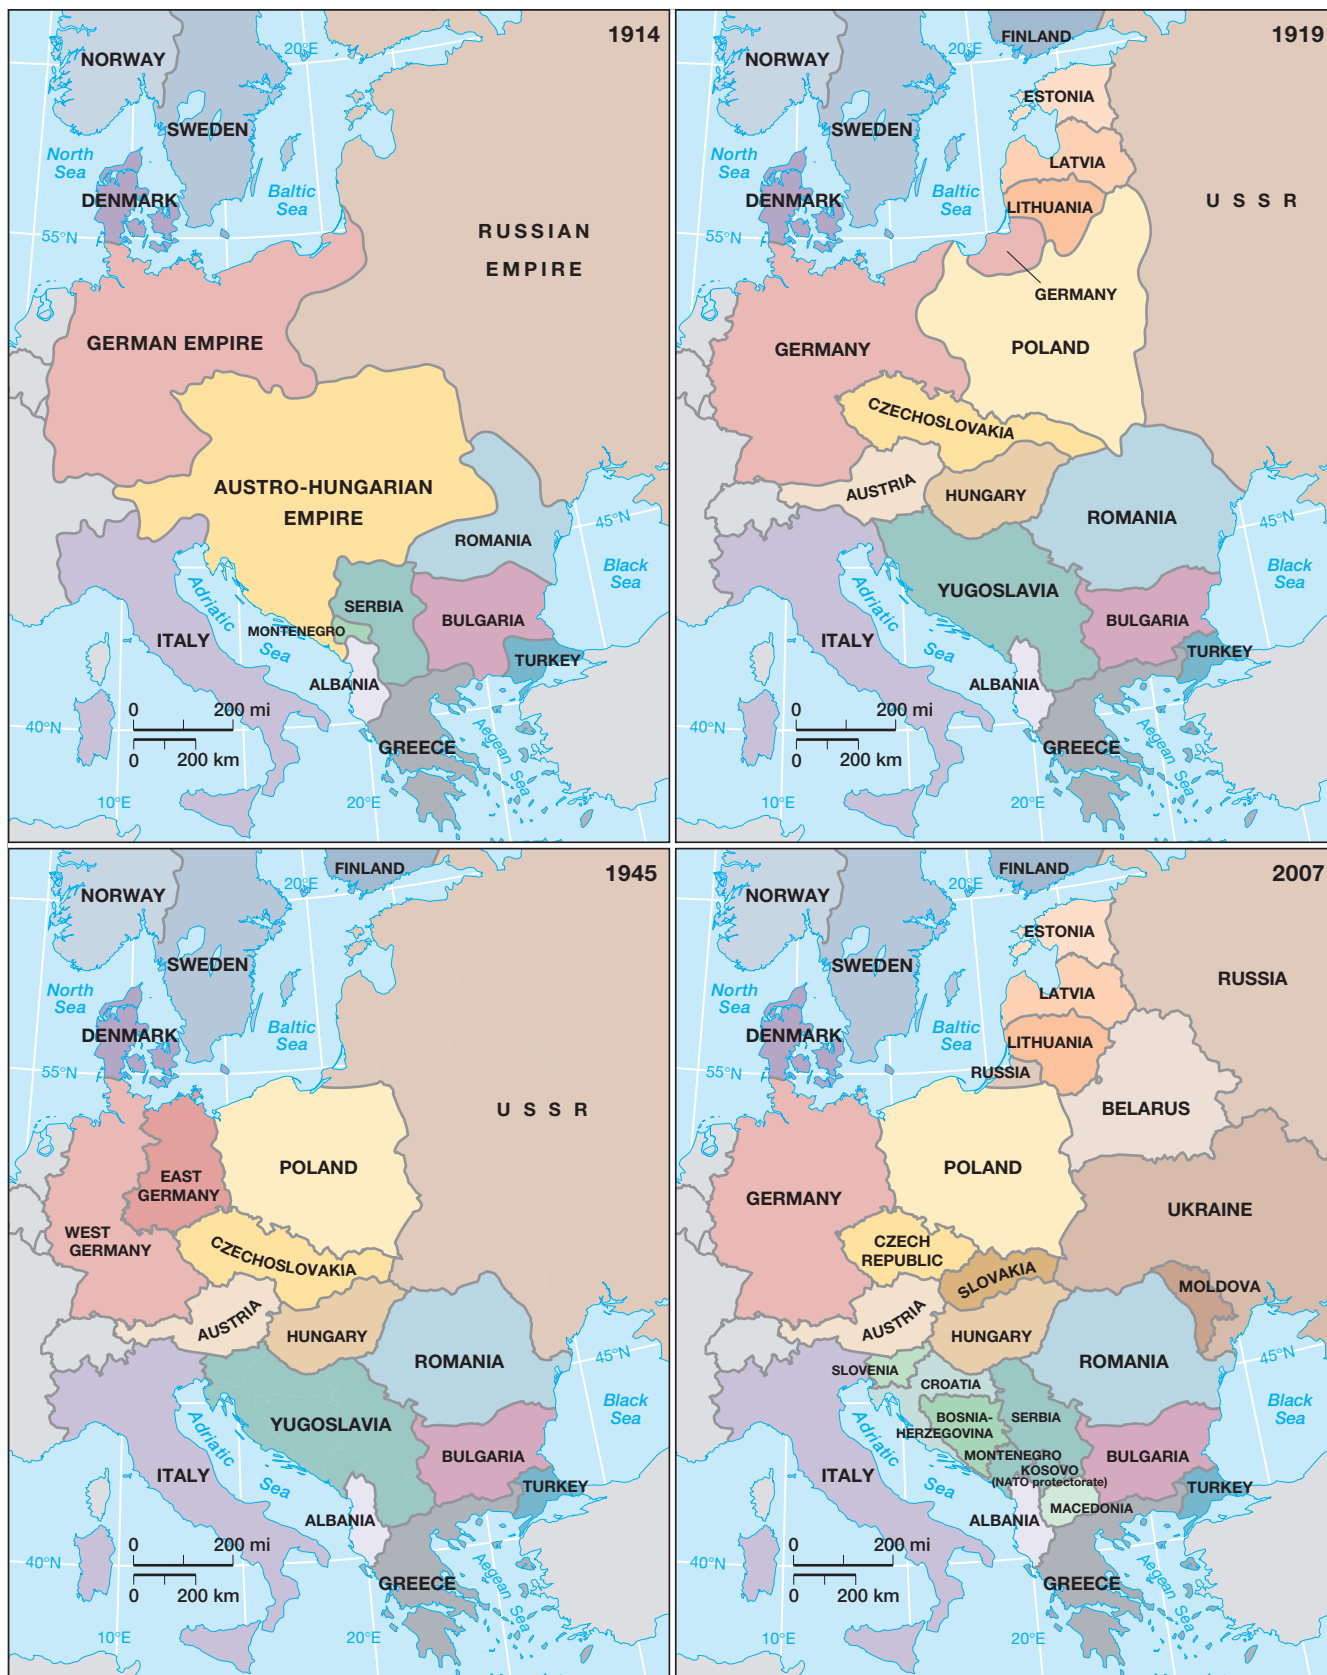 1914
NORWAY
20°E
SWEDEN
North
Sea
DENMARK
Baltic
Sea
55°N
RUSSIAN
EMPIRE
GERMAN EMPIRE
AUSTRO-HUNGARIAN
EMPIRE
45°N
ROMANIA
Black
Sea
SERBIA
Adriatic
Sea
MONTENEGRO
BULGARIA
ITALY
TURKEY
ALBANIA
0 200 mi
0 200 km
40°N
GREECE
Aegean Sea
10°E
20°E
1919
FINLAND
NORWAY
20°E
ESTONIA
SWEDEN
North
Sea
LATVIA
DENMARK
Baltic
Sea
LITHUANIA
U S S R
55°N
GERMANY
GERMANY
POLAND
CZECHOSLOVAKIA
AUSTRIA
HUNGARY
ROMANIA
45°N
Black
Sea
YUGOSLAVIA
Adriatic
Sea
BULGARIA
ITALY
TURKEY
ALBANIA
0 200 mi
0 200 km
40°N
GREECE
Aegean Sea
10°E
20°E
1945
FINLAND
NORWAY
20°E
SWEDEN
North
Sea
DENMARK
Baltic
Sea
55°N
U S S R
POLAND
EAST
GERMANY
WEST
GERMANY
CZECHOSLOVAKIA
AUSTRIA
HUNGARY
ROMANIA
45°N
Black
Sea
YUGOSLAVIA
Adriatic
Sea
BULGARIA
ITALY
TURKEY
ALBANIA
0 200 mi
0 200 km
40°N
GREECE
Aegean Sea
10°E
20°E
2007
FINLAND
NORWAY
20°E
ESTONIA
SWEDEN
RUSSIA
North
Sea
LATVIA
DENMARK
Baltic
Sea
LITHUANIA
55°N
RUSSIA
BELARUS
POLAND
GERMANY
UKRAINE
CZECH
REPUBLIC
SLOVAKIA
MOLDOVA
AUSTRIA
HUNGARY
ROMANIA
45°N
SLOVENIA
CROATIA
Black
Sea
BOSNIA-
HERZEGOVINA
SERBIA
Adriatic
Sea
MONTENEGRO
KOSOVO
(NATO protectorate)
BULGARIA
ITALY
TURKEY
MACEDONIA
ALBANIA
0 200 mi
0 200 km
40°N
GREECE
Aegean Sea
10°E
20°E